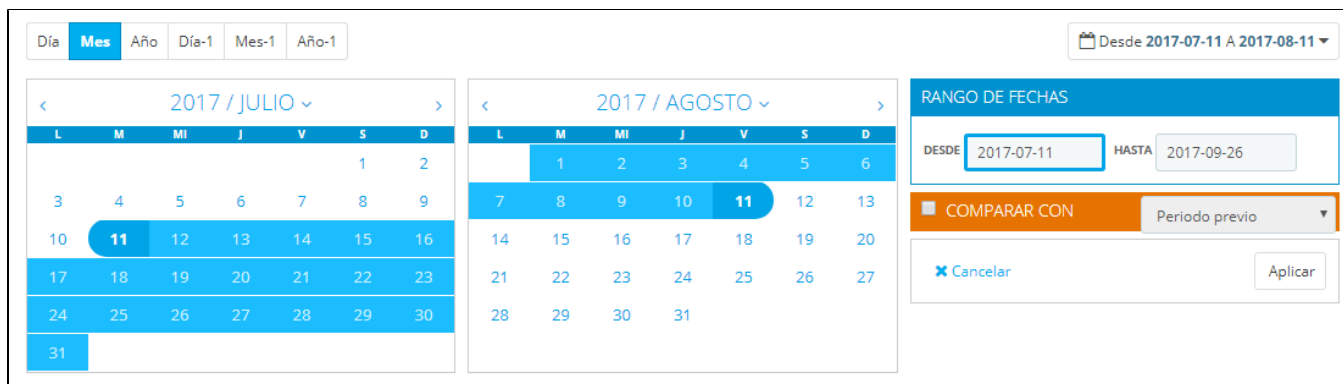 Día Mes Año Día-1 Mes-1 Año-1 Desde 2017-07-11 A 2017-08-11
2017 / JULIO
L M MI J V S D
1 2
3 4 5 6 7 8 9
10 11 12 13 14 15 16
17 18 19 20 21 22 23
24 25 26 27 28 29 30
31
2017 / AGOSTO
L M MI J V S D
1 2 3 4 5 6
7 8 9 10 11 12 13
14 15 16 17 18 19 20
21 22 23 24 25 26 27
28 29 30 31
RANGO DE FECHAS
DESDE 2017-07-11 HASTA 2017-09-26
COMPARAR CON Periodo previo
Cancelar Aplicar